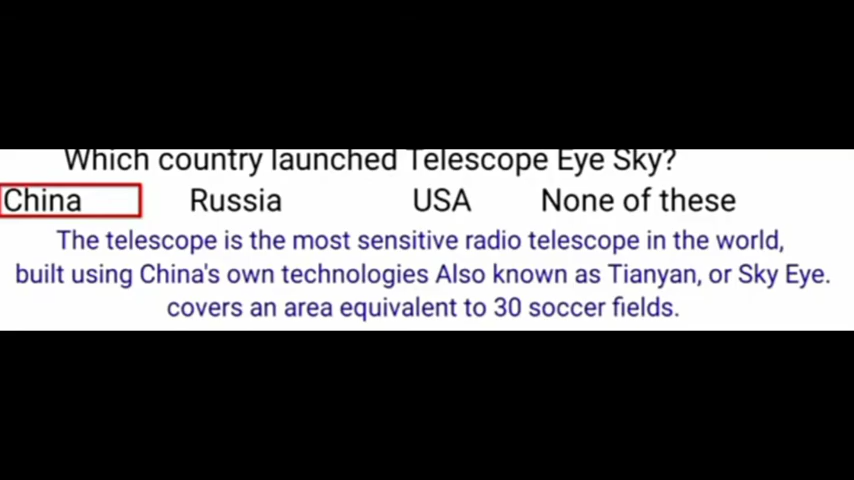 Which country launched Telescope Eye Sky?
China Russia USA None of these
The telescope is the most sensitive radio telescope in the world,
built using China's own technologies Also known as Tianyan, or Sky Eye.
covers an area equivalent to 30 soccer fields.